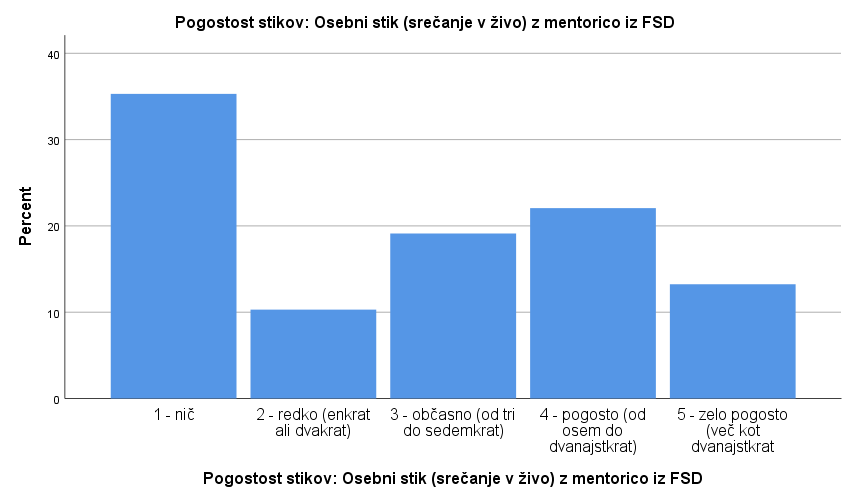 Pogostost stikov: Osebni stik (srečanje v živo) z mentorico iz FSD
Percent
40
30
20
10
0
1 - nič
2 - redko (enkrat
ali dvakrat)
3 - občasno (od tri
do sedemkrat)
4 - pogosto (od
osem do
dvanajstkrat)
5 - zelo pogosto
(več kot
dvanajstkrat
Pogostost stikov: Osebni stik (srečanje v živo) z mentorico iz FSD